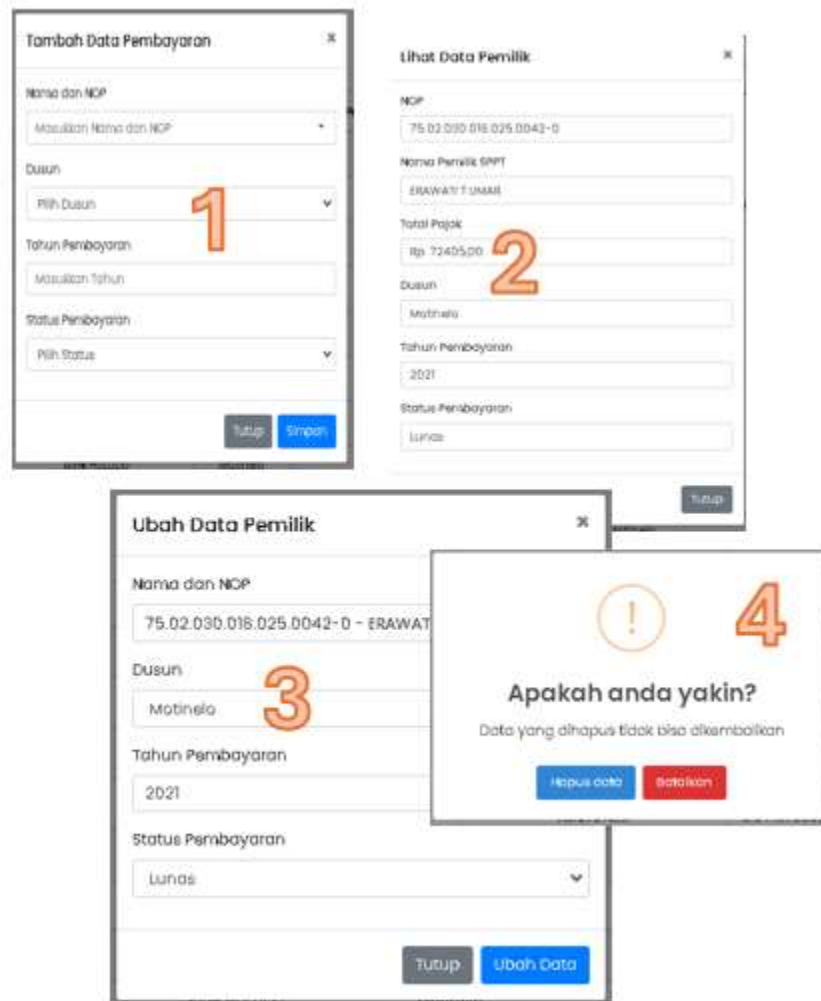 Tambah Data Pembayaran ×
Nama dan NOP
Masukkan Nama dan NOP
Dusun
Pilih Dusun
Tahun Pembayaran
Masukkan Tahun
Status Pembayaran
Pilih Status
Tutup Simpan
1
Lihat Data Pemilik ×
NOP
75.02.030.016.025.0042-0
Nama Pemilik SPPT
ERAWATI T UMAR
Total Pajak
Rp. 72405,00
Dusun
Motinelo
Tahun Pembayaran
2021
Status Pembayaran
Lunas
Tutup
2
Ubah Data Pemilik ×
Nama dan NOP
75.02.030.016.025.0042-0 - ERAWAT
Dusun
Motinelo
Tahun Pembayaran
2021
Status Pembayaran
Lunas
Tutup Ubah Data
3
!
Apakah anda yakin?
Data yang dihapus tidak bisa dikembalikan
Hapus data Batalkan
4